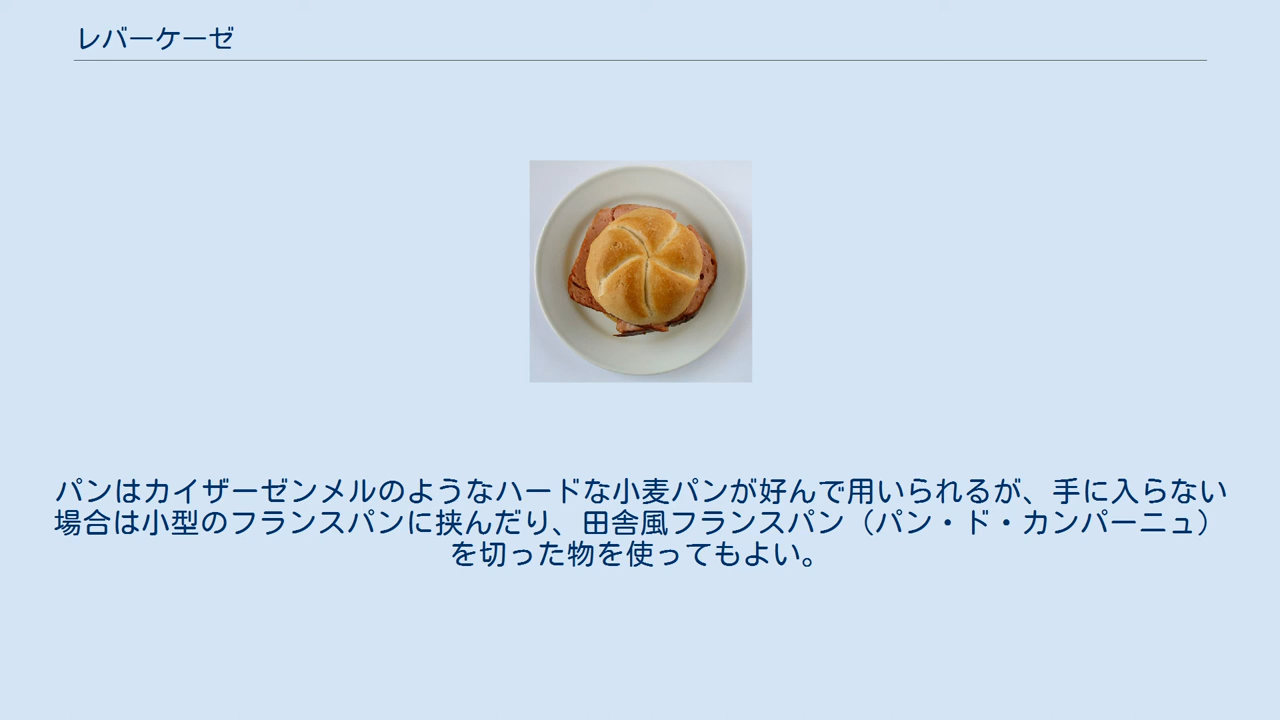 レバーケーゼ
パンはカイザーゼンメルのようなハードな小麦パンが好んで用いられるが、手に入らない
場合は小型のフランスパンに挟んだり、田舎風フランスパン（パン・ド・カンパーニュ）
を切った物を使ってもよい。